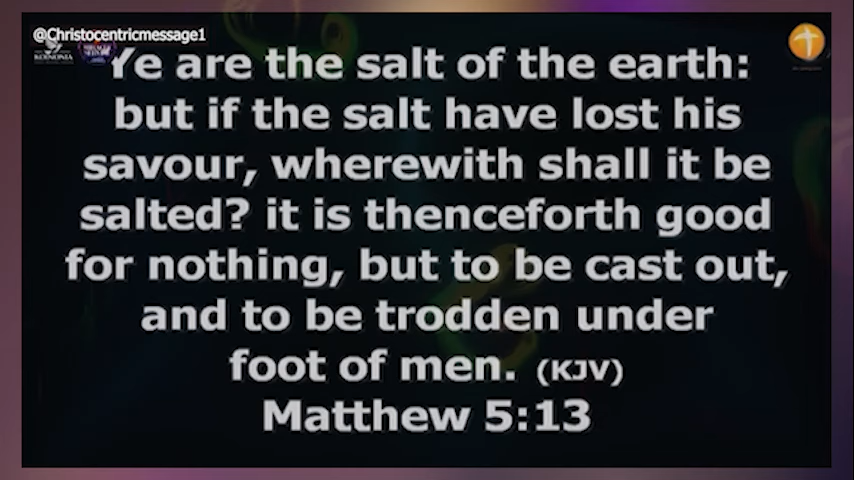 @Christocentricmessage1
KOINONIA
Ye are the salt of the earth:
but if the salt have lost his
savour, wherewith shall it be
salted? it is thenceforth good
for nothing, but to be cast out,
and to be trodden under
foot of men. (KJV)
Matthew 5:13